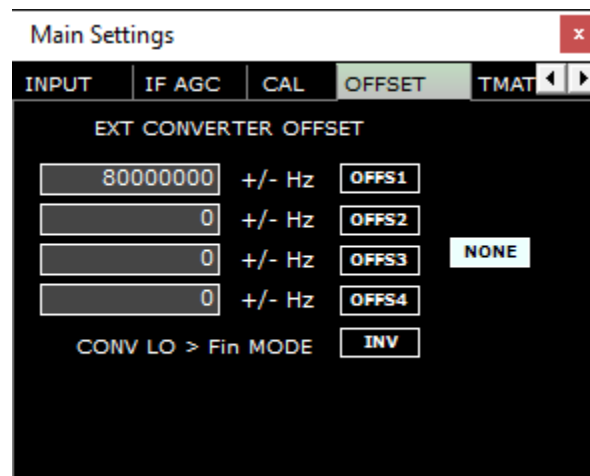 Main Settings x
INPUT IF AGC CAL OFFSET TMAT
EXT CONVERTER OFFSET
80000000 +/- Hz OFFS1
0 +/- Hz OFFS2
0 +/- Hz OFFS3 NONE
0 +/- Hz OFFS4
CONV LO > Fin MODE INV